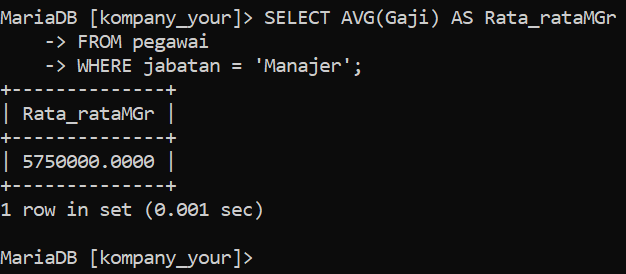 MariaDB [kompany_your]> SELECT AVG(Gaji) AS Rata_rataMGr
    -> FROM pegawai
    -> WHERE jabatan = 'Manajer';
+--------------+
| Rata_rataMGr |
+--------------+
| 5750000.0000 |
+--------------+
1 row in set (0.001 sec)

MariaDB [kompany_your]>